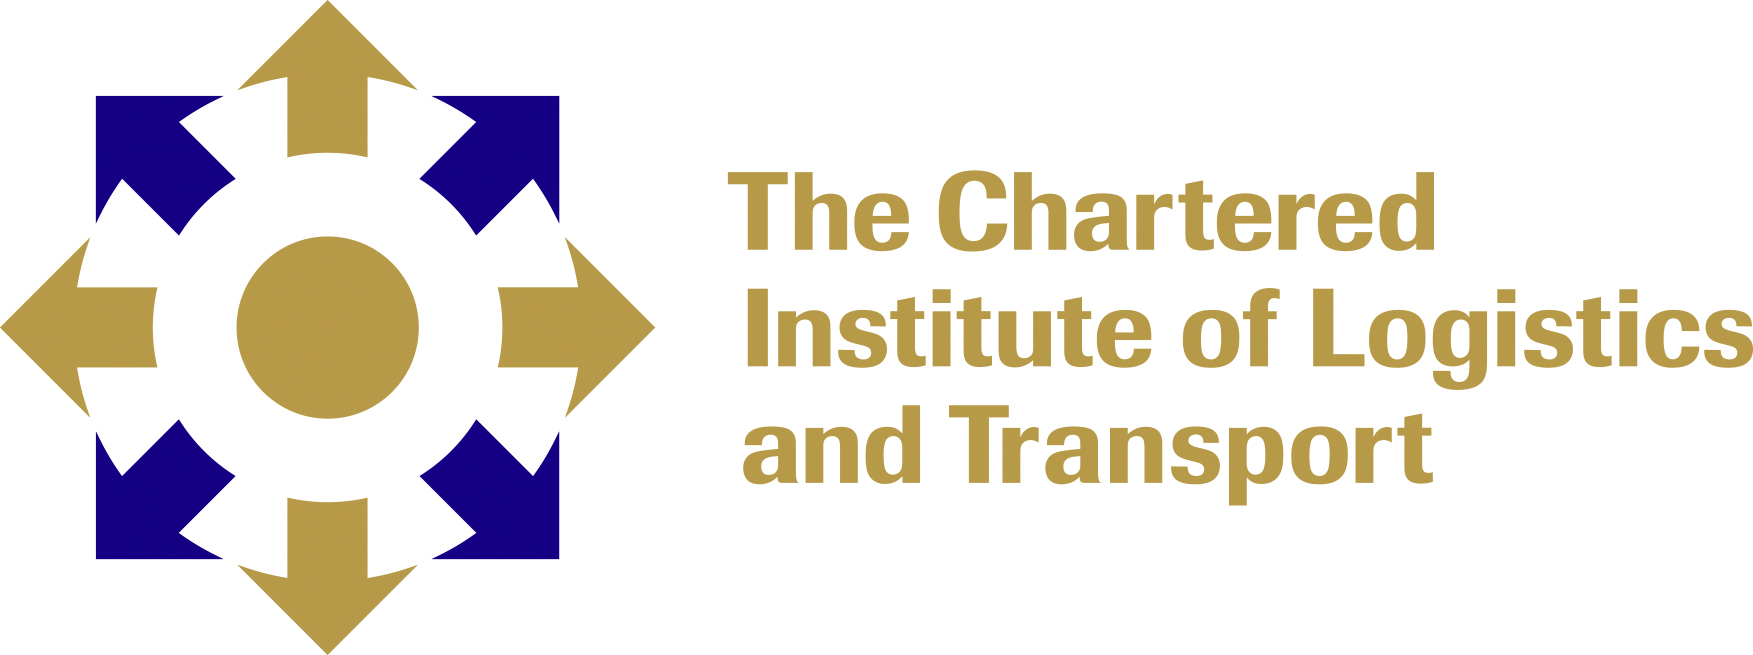 The Chartered
Institute of Logistics
and Transport